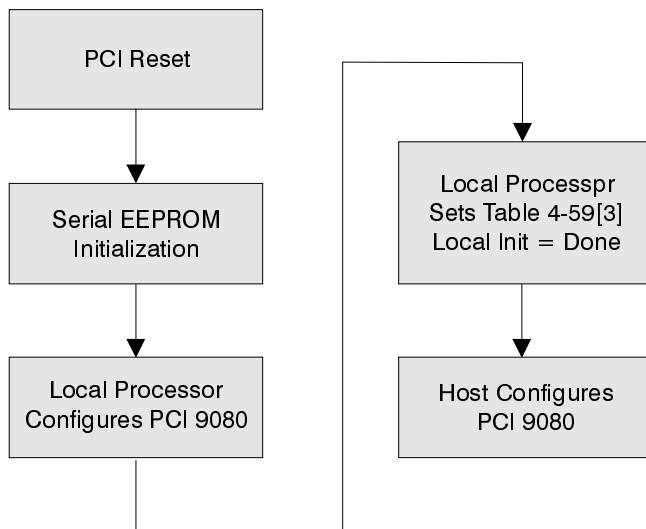 PCI Reset
Serial EEPROM
Initialization
Local Processor
Configures PCI 9080
Local Processpr
Sets Table 4-59[3]
Local Init = Done
Host Configures
PCI 9080